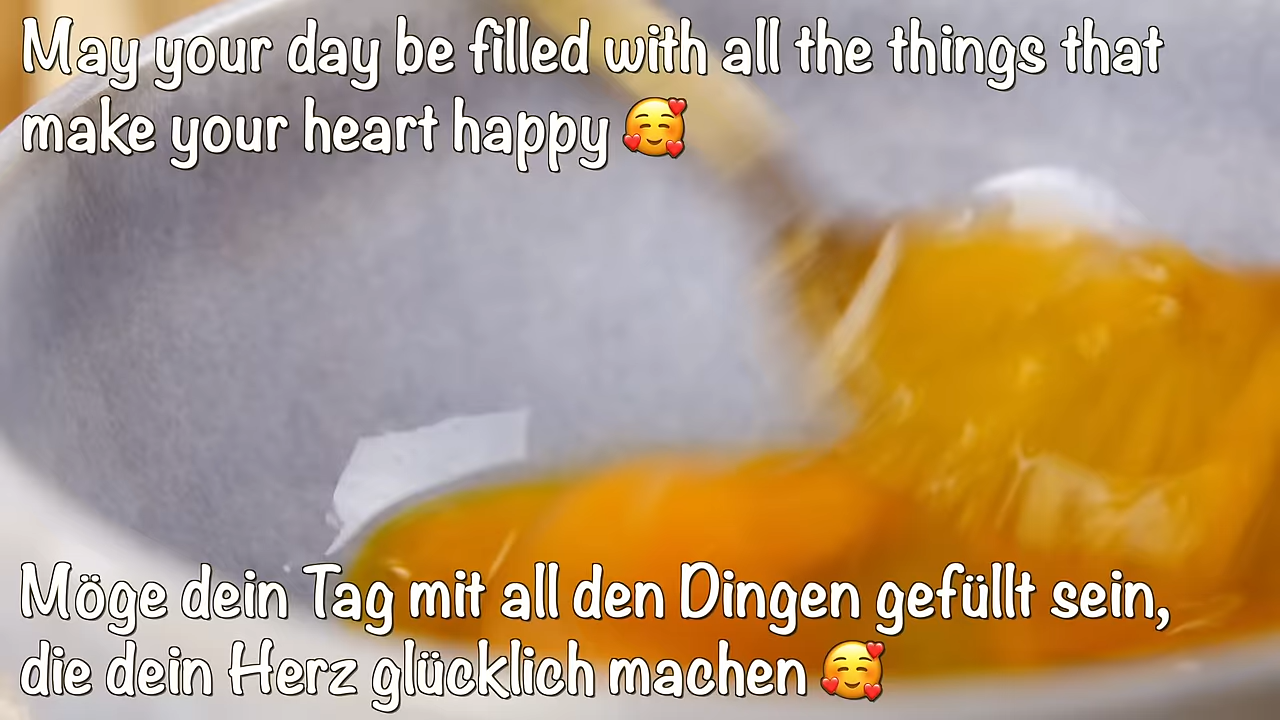 May your day be filled with all the things that
make your heart happy 🥰
Möge dein Tag mit all den Dingen gefüllt sein,
die dein Herz glücklich machen 🥰